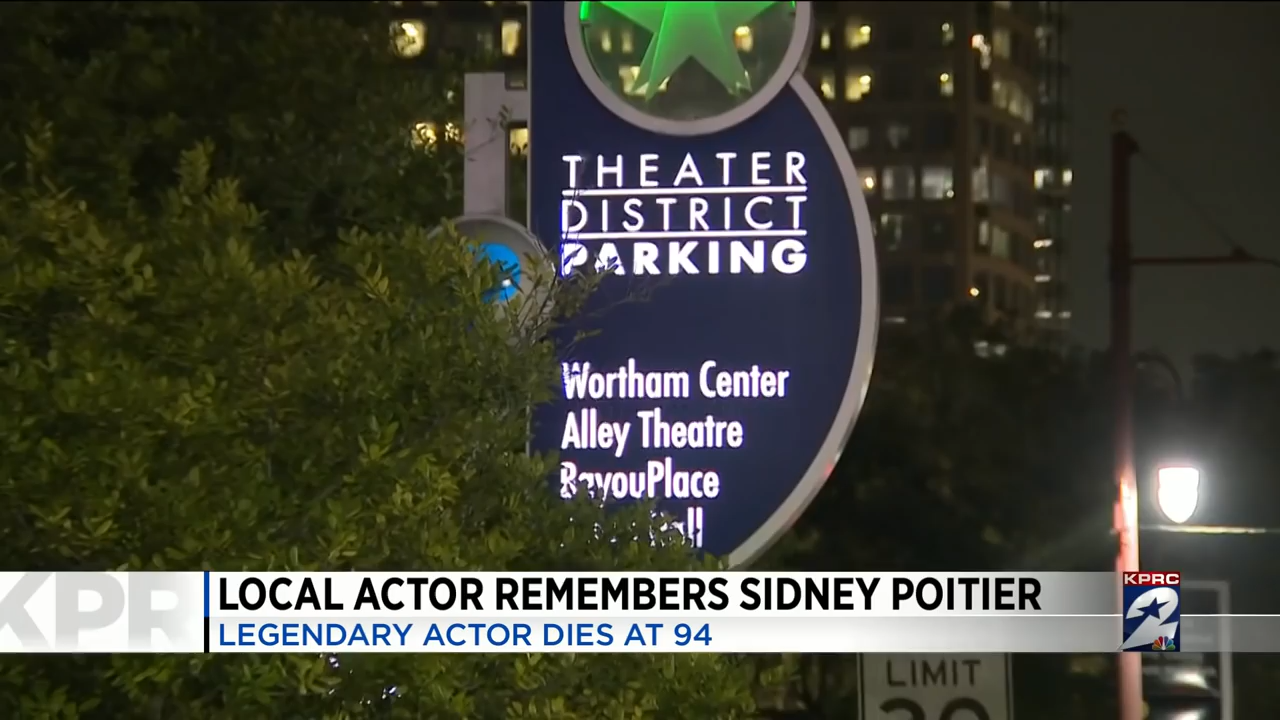 THEATER
DISTRICT
PARKING
Wortham Center
Alley Theatre
BayouPlace
KPR
LOCAL ACTOR REMEMBERS SIDNEY POITIER
LEGENDARY ACTOR DIES AT 94
KPRC
2
LIMIT